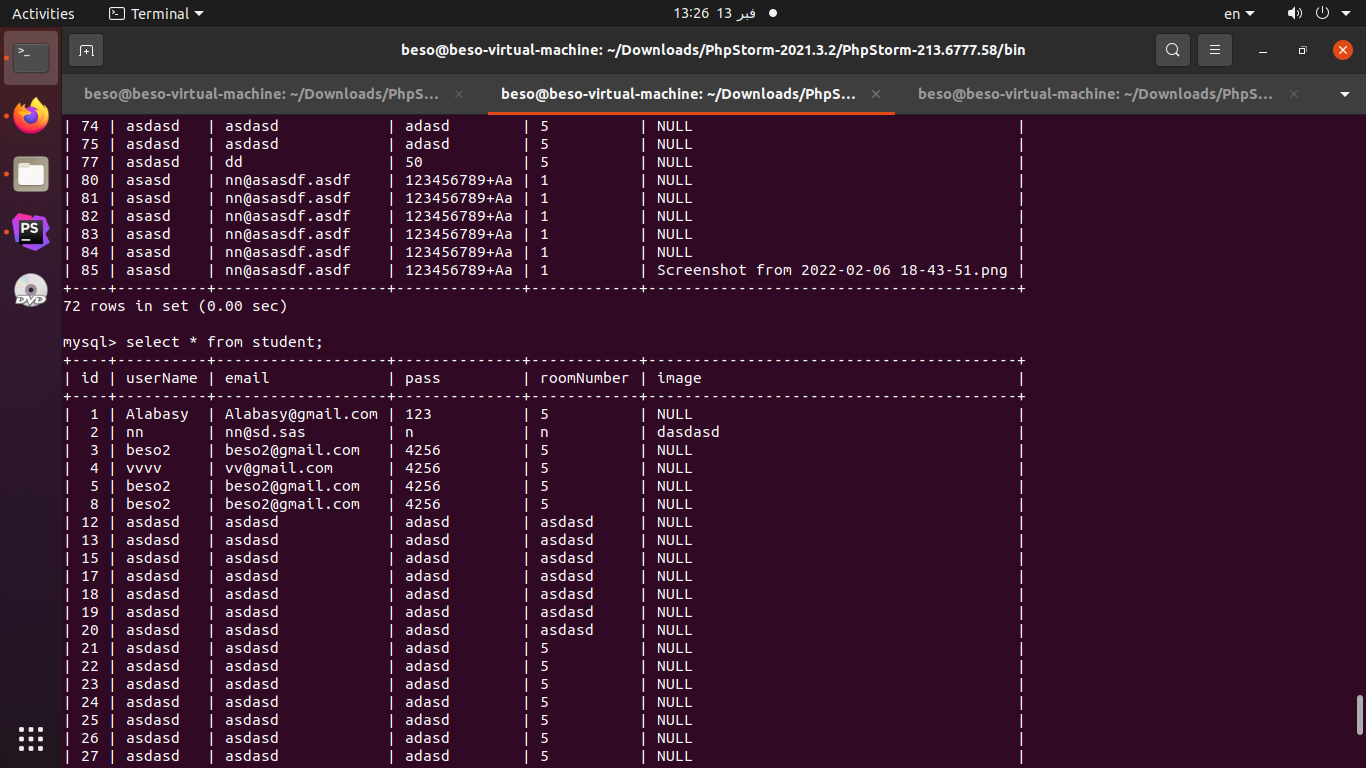 Activities
Terminal
13:26 13 فبر
en
beso@beso-virtual-machine: ~/Downloads/PhpStorm-2021.3.2/PhpStorm-213.6777.58/bin
beso@beso-virtual-machine: ~/Downloads/PhpS...
beso@beso-virtual-machine: ~/Downloads/PhpS...
beso@beso-virtual-machine: ~/Downloads/PhpS...
| 74 | asdasd | asdasd | adasd | 5 | NULL |
| 75 | asdasd | asdasd | adasd | 5 | NULL |
| 77 | asdasd | dd | 50 | 5 | NULL |
| 80 | asasd | nn@asasdf.asdf | 123456789+Aa | 1 | NULL |
| 81 | asasd | nn@asasdf.asdf | 123456789+Aa | 1 | NULL |
| 82 | asasd | nn@asasdf.asdf | 123456789+Aa | 1 | NULL |
| 83 | asasd | nn@asasdf.asdf | 123456789+Aa | 1 | NULL |
| 84 | asasd | nn@asasdf.asdf | 123456789+Aa | 1 | NULL |
| 85 | asasd | nn@asasdf.asdf | 123456789+Aa | 1 | Screenshot from 2022-02-06 18-43-51.png |
+----+----------+-------------------+--------------+------------+-----------------------------------------+
72 rows in set (0.00 sec)
mysql> select * from student;
+----+----------+-------------------+--------------+------------+-----------------------------------------+
| id | userName | email | pass | roomNumber | image |
+----+----------+-------------------+--------------+------------+-----------------------------------------+
| 1 | Alabasy | Alabasy@gmail.com | 123 | 5 | NULL |
| 2 | nn | nn@sd.sas | n | n | dasdasd |
| 3 | beso2 | beso2@gmail.com | 4256 | 5 | NULL |
| 4 | vvvv | vv@gmail.com | 4256 | 5 | NULL |
| 5 | beso2 | beso2@gmail.com | 4256 | 5 | NULL |
| 8 | beso2 | beso2@gmail.com | 4256 | 5 | NULL |
| 12 | asdasd | asdasd | adasd | asdasd | NULL |
| 13 | asdasd | asdasd | adasd | asdasd | NULL |
| 15 | asdasd | asdasd | adasd | asdasd | NULL |
| 17 | asdasd | asdasd | adasd | asdasd | NULL |
| 18 | asdasd | asdasd | adasd | asdasd | NULL |
| 19 | asdasd | asdasd | adasd | asdasd | NULL |
| 20 | asdasd | asdasd | adasd | asdasd | NULL |
| 21 | asdasd | asdasd | adasd | 5 | NULL |
| 22 | asdasd | asdasd | adasd | 5 | NULL |
| 23 | asdasd | asdasd | adasd | 5 | NULL |
| 24 | asdasd | asdasd | adasd | 5 | NULL |
| 25 | asdasd | asdasd | adasd | 5 | NULL |
| 26 | asdasd | asdasd | adasd | 5 | NULL |
| 27 | asdasd | asdasd | adasd | 5 | NULL |
PS
DVD